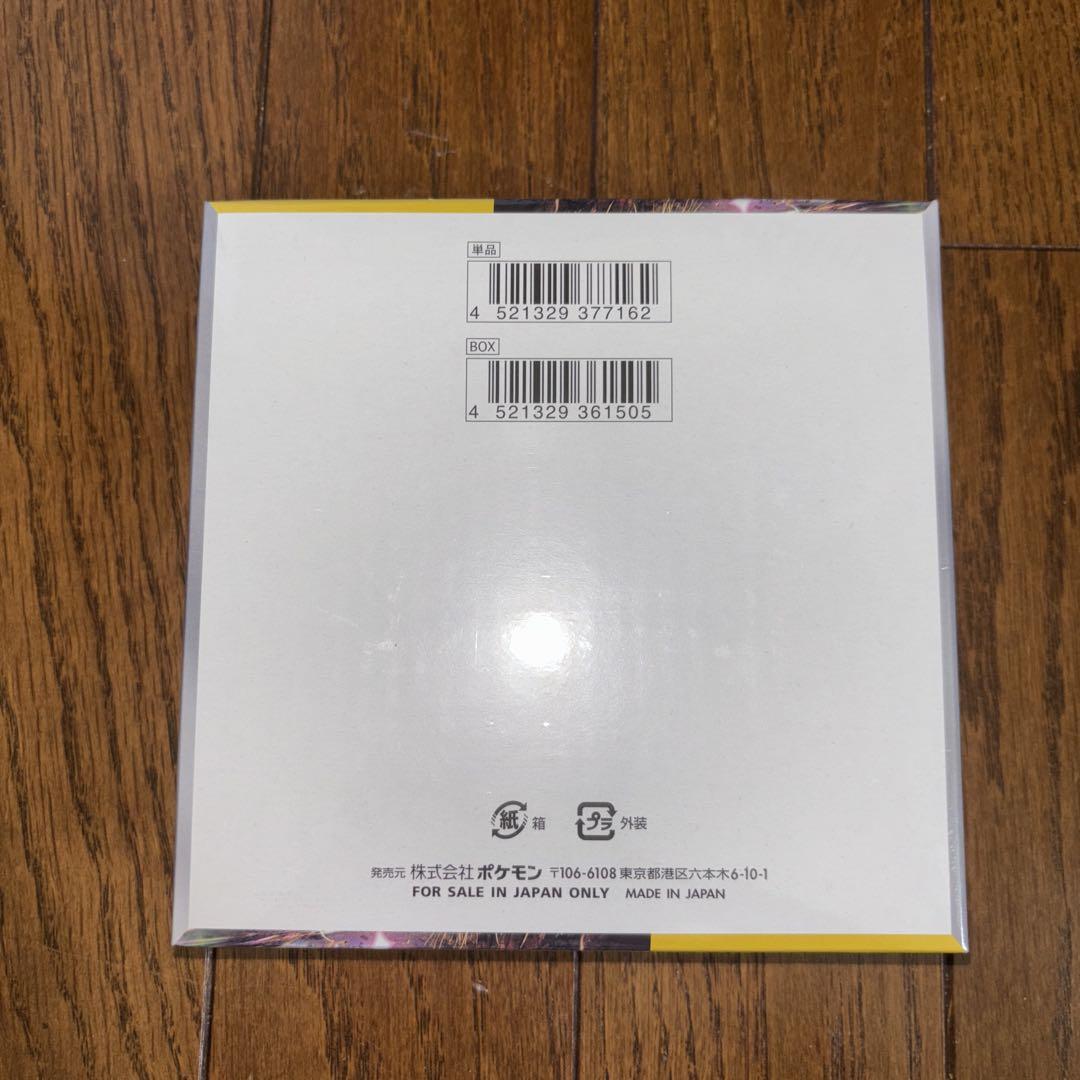 単品
4 521329 377162
BOX
4 521329 361505
紙 箱 プラ 外装
発売元 株式会社 ポケモン 〒106-6108 東京都港区六本木6-10-1
FOR SALE IN JAPAN ONLY MADE IN JAPAN